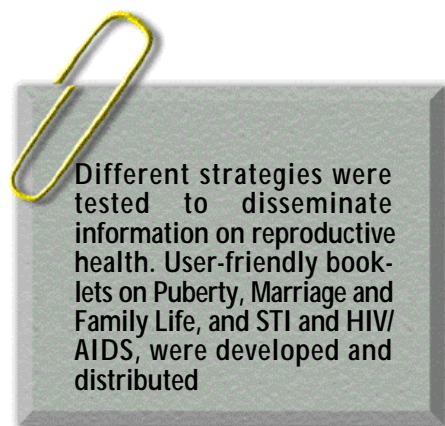 Different strategies were
tested to disseminate
information on reproductive
health. User-friendly book-
lets on Puberty, Marriage and
Family Life, and STI and HIV/
AIDS, were developed and
distributed